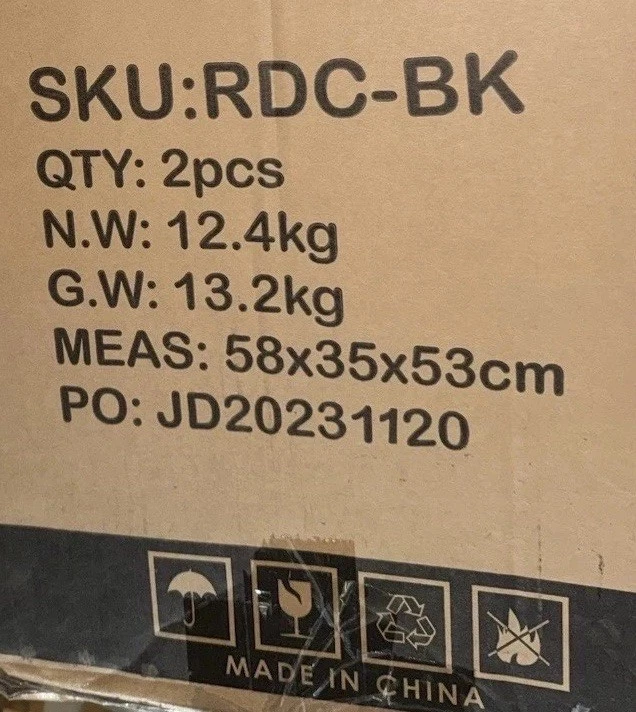 SKU:RDC-BK
QTY: 2pcs
N.W: 12.4kg
G.W: 13.2kg
MEAS: 58x35x53cm
PO: JD20231120
MADE IN CHINA